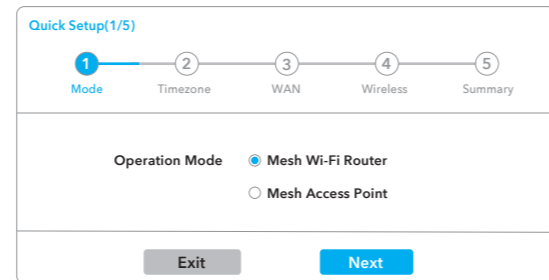 Quick Setup(1/5)
1 2 3 4 5
Mode Timezone WAN Wireless Summary
Operation Mode Mesh Wi-Fi Router
Mesh Access Point
Exit Next